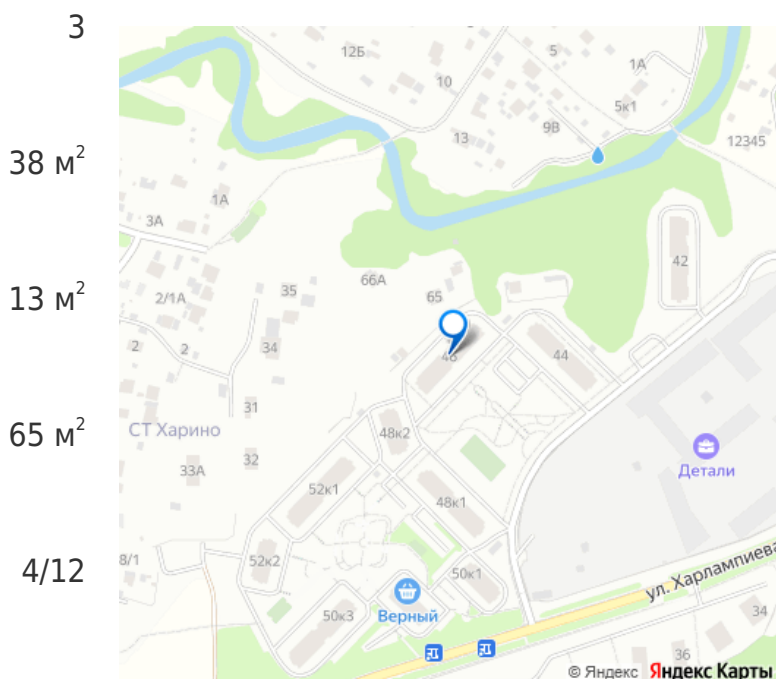 3
38 м²
13 м²
65 м²
4/12
12Б
5
1А
10
5к1
13
9В
12345
1А
3А
42
66А
35
65
2/1А
2
2
34
46
44
31
СТ Харино
48к2
32
33А
Детали
52к1
48к1
8/1
52к2
50к1
ул. Харлампиева
Верный
50к3
34
36
© Яндекс Яндекс Карты